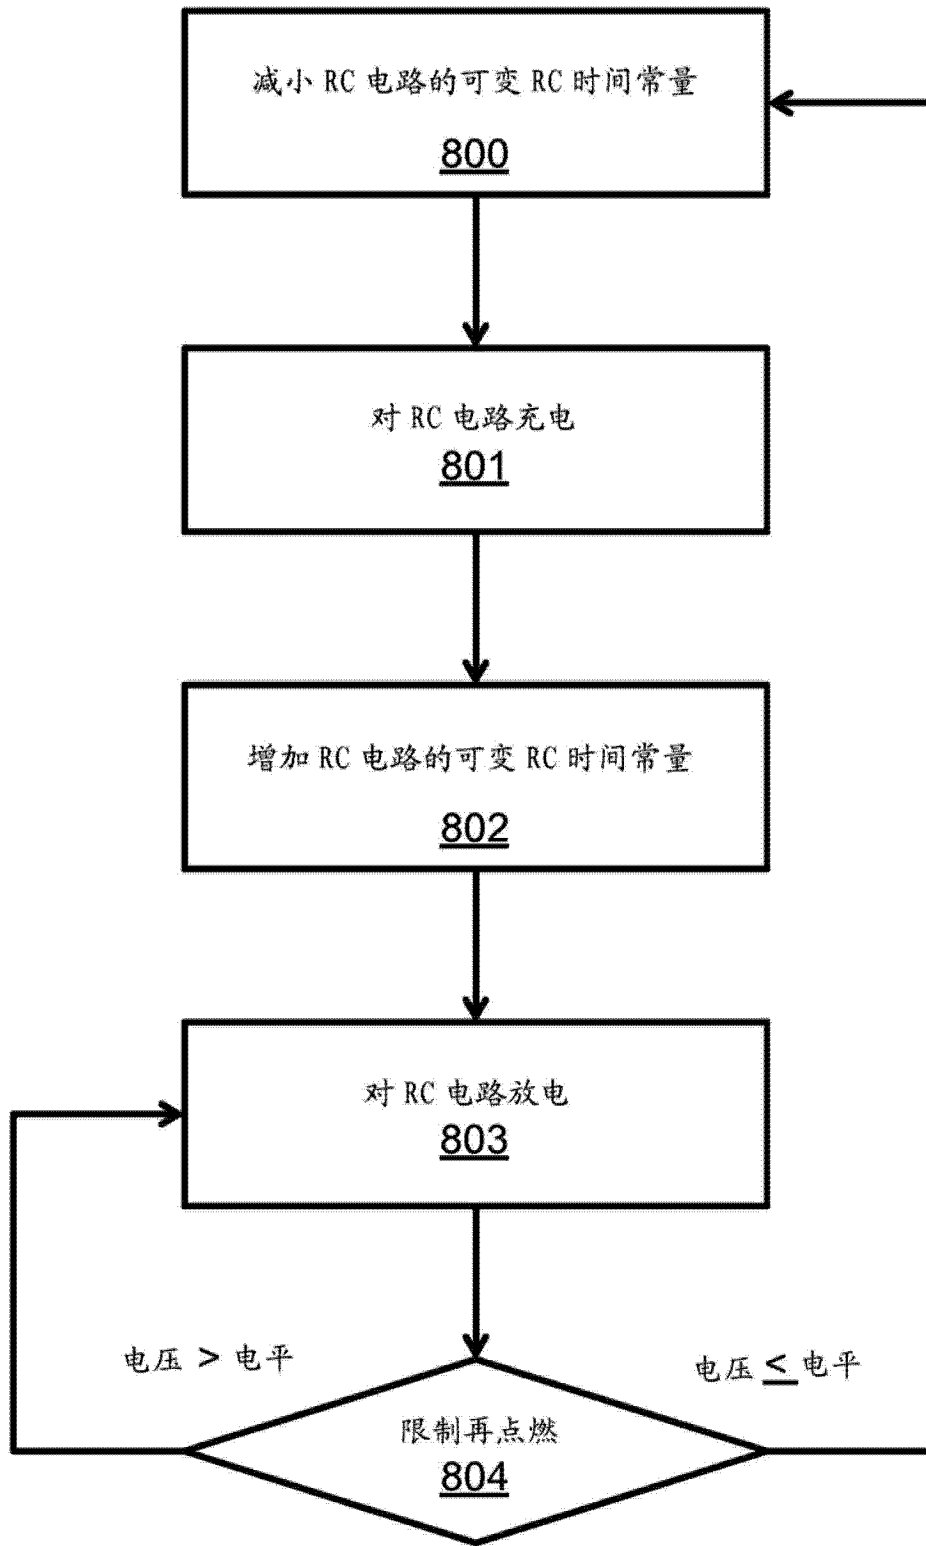 减小 RC 电路的可变 RC 时间常量
800
对 RC 电路充电
801
增加 RC 电路的可变 RC 时间常量
802
对 RC 电路放电
803
电压 > 电平
电压 ≤ 电平
限制再点燃
804